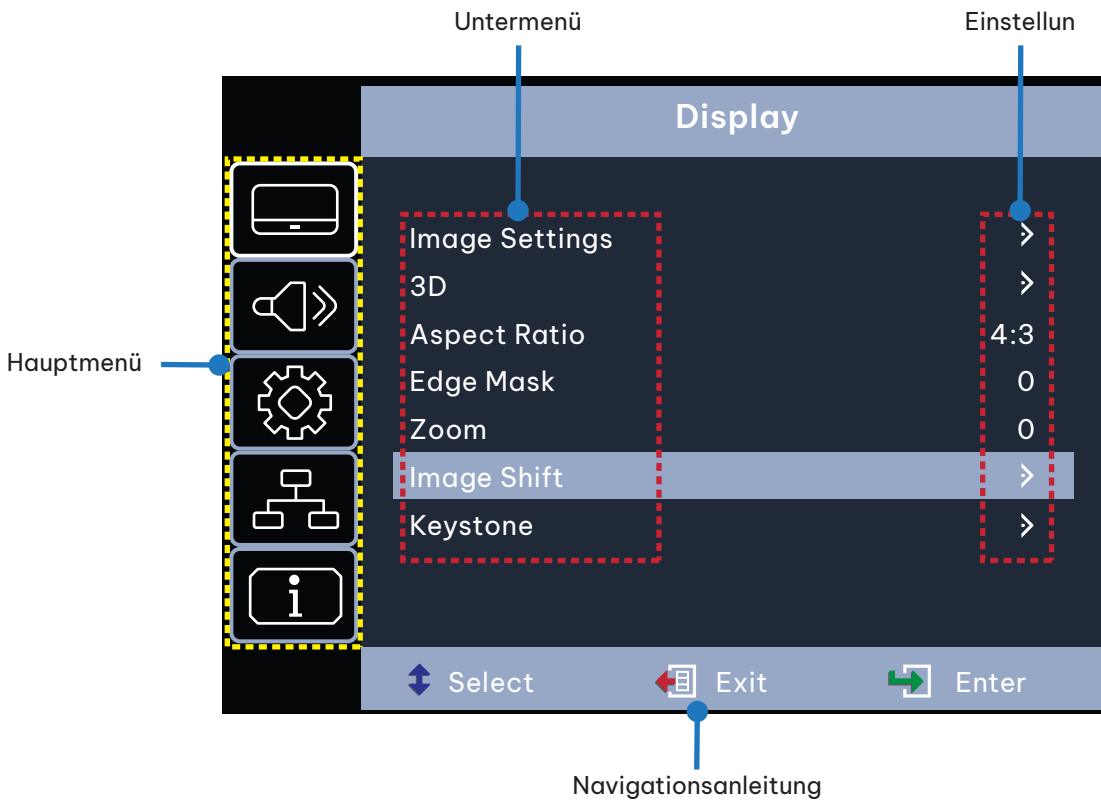 Untermenü Einstellun
Display
Image Settings
3D
Aspect Ratio 4:3
Hauptmenü
Edge Mask 0
Zoom 0
Image Shift
Keystone
i
Select Exit Enter
Navigationsanleitung